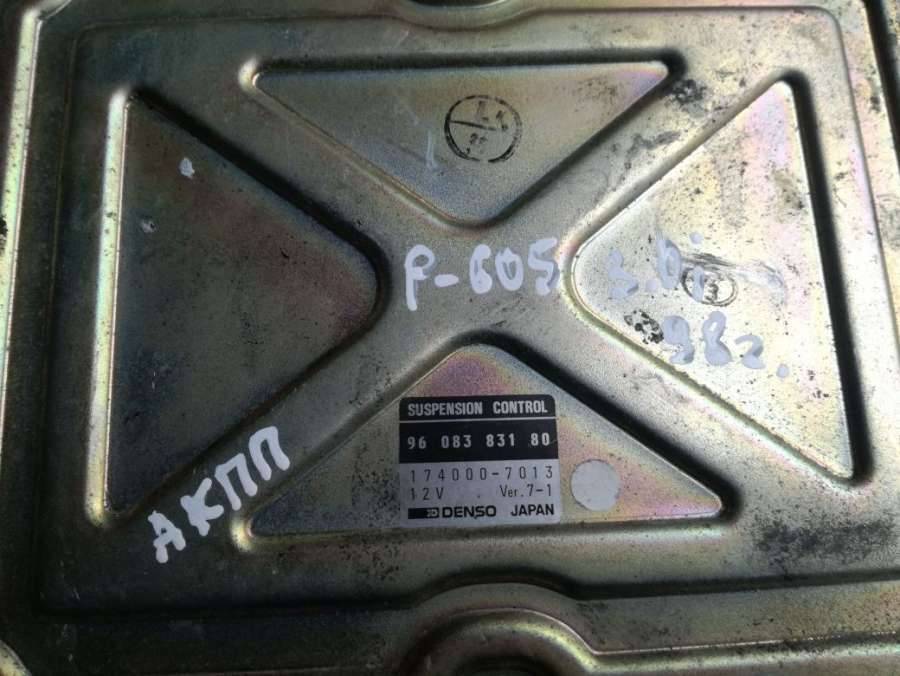 P-605 3.0i
98г.
SUSPENSION CONTROL
96 083 831 80
174000-7013
12V Ver.7-1
DENSO JAPAN
АКПП